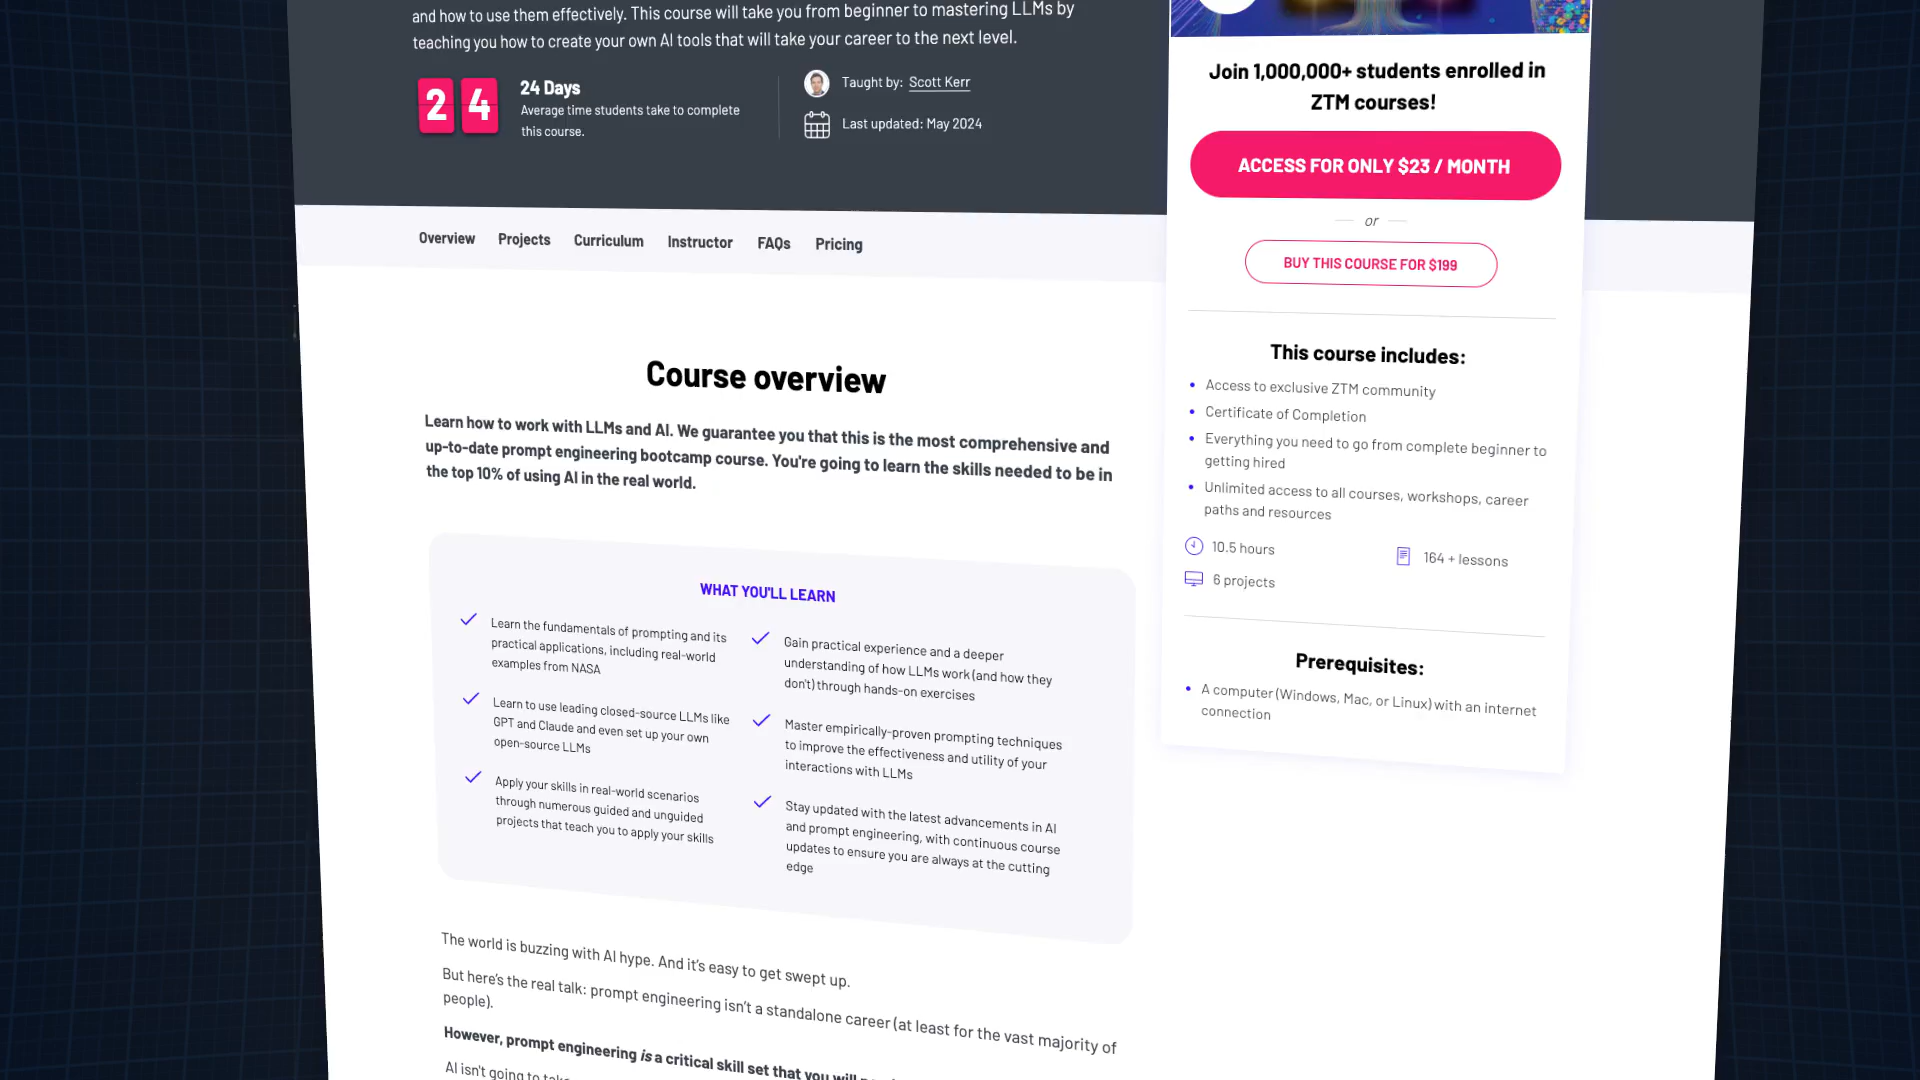 and how to use them effectively. This course will take you from beginner to mastering LLMs by
teaching you how to create your own AI tools that will take your career to the next level.
24
24 Days
Average time students take to complete
this course.
Taught by: Scott Kerr
Last updated: May 2024
Join 1,000,000+ students enrolled in
ZTM courses!
ACCESS FOR ONLY $23 / MONTH
or
BUY THIS COURSE FOR $199
Overview Projects Curriculum Instructor FAQs Pricing
Course overview
Learn how to work with LLMs and AI. We guarantee you that this is the most comprehensive and
up-to-date prompt engineering bootcamp course. You're going to learn the skills needed to be in
the top 10% of using AI in the real world.
WHAT YOU'LL LEARN
Learn the fundamentals of prompting and its
practical applications, including real-world
examples from NASA
Learn to use leading closed-source LLMs like
GPT and Claude and even set up your own
open-source LLMs
Apply your skills in real-world scenarios
through numerous guided and unguided
projects that teach you to apply your skills
Gain practical experience and a deeper
understanding of how LLMs work (and how they
don't) through hands-on exercises
Master empirically-proven prompting techniques
to improve the effectiveness and utility of your
interactions with LLMs
Stay updated with the latest advancements in AI
and prompt engineering, with continuous course
updates to ensure you are always at the cutting
edge
This course includes:
Access to exclusive ZTM community
Certificate of Completion
Everything you need to go from complete beginner to
getting hired
Unlimited access to all courses, workshops, career
paths and resources
10.5 hours
164 + lessons
6 projects
Prerequisites:
A computer (Windows, Mac, or Linux) with an internet
connection
The world is buzzing with AI hype. And it's easy to get swept up.
But here's the real talk: prompt engineering isn't a standalone career (at least for the vast majority of
people).
However, prompt engineering is a critical skill set that you will
AI isn't going to